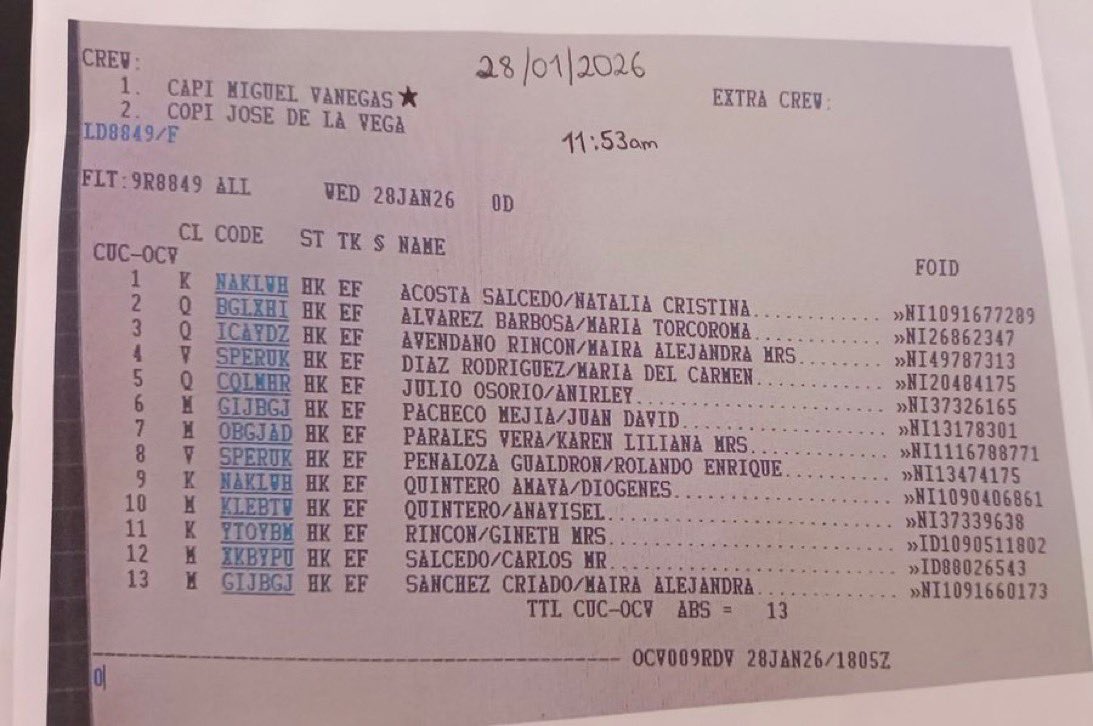 CREW:
28/01/2026
EXTRA CREW:
1. CAPI MIGUEL VANEGAS★
2. COPI JOSE DE LA VEGA
LD8849/F
11:53am
FLT:9R8849 ALL WED 28JAN26 0D
CL CODE ST TK S NAME FOID
CUC-OCV
1 K NAKLWH HK EF ACOSTA SALCEDO/NATALIA CRISTINA............ »NI1091677289
2 Q BGLXHI HK EF ALVAREZ BARBOSA/MARIA TORCOROMA............ »NI26862347
3 Q ICAYDZ HK EF AVENDANO RINCON/MAIRA ALEJANDRA MRS........ »NI49787313
4 V SPERUK HK EF DIAZ RODRIGUEZ/MARIA DEL CARMEN............ »NI20484175
5 Q CQLMHR HK EF JULIO OSORIO/ANIRLEY....................... »NI37326165
6 M GIJBGJ HK EF PACHECO MEJIA/JUAN DAVID................... »NI13178301
7 M OBGJAD HK EF PARALES VERA/KAREN LILIANA MRS............. »NI1116788771
8 V SPERUK HK EF PENALOZA GUALDRON/ROLANDO ENRIQUE.......... »NI13474175
9 K NAKLWH HK EF QUINTERO AMAYA/DIOGENES.................... »NI1090406861
10 M KLEBTW HK EF QUINTERO/ANAYISEL.......................... »NI37339638
11 K YTOYBM HK EF RINCON/GINETH MRS.......................... »ID1090511802
12 M XKBYPU HK EF SALCEDO/CARLOS MR.......................... »ID88026543
13 M GIJBGJ HK EF SANCHEZ CRIADO/MAIRA ALEJANDRA............. »NI1091660173
TTL CUC-OCV ABS = 13
OCV009RDV 28JAN26/1805Z
0